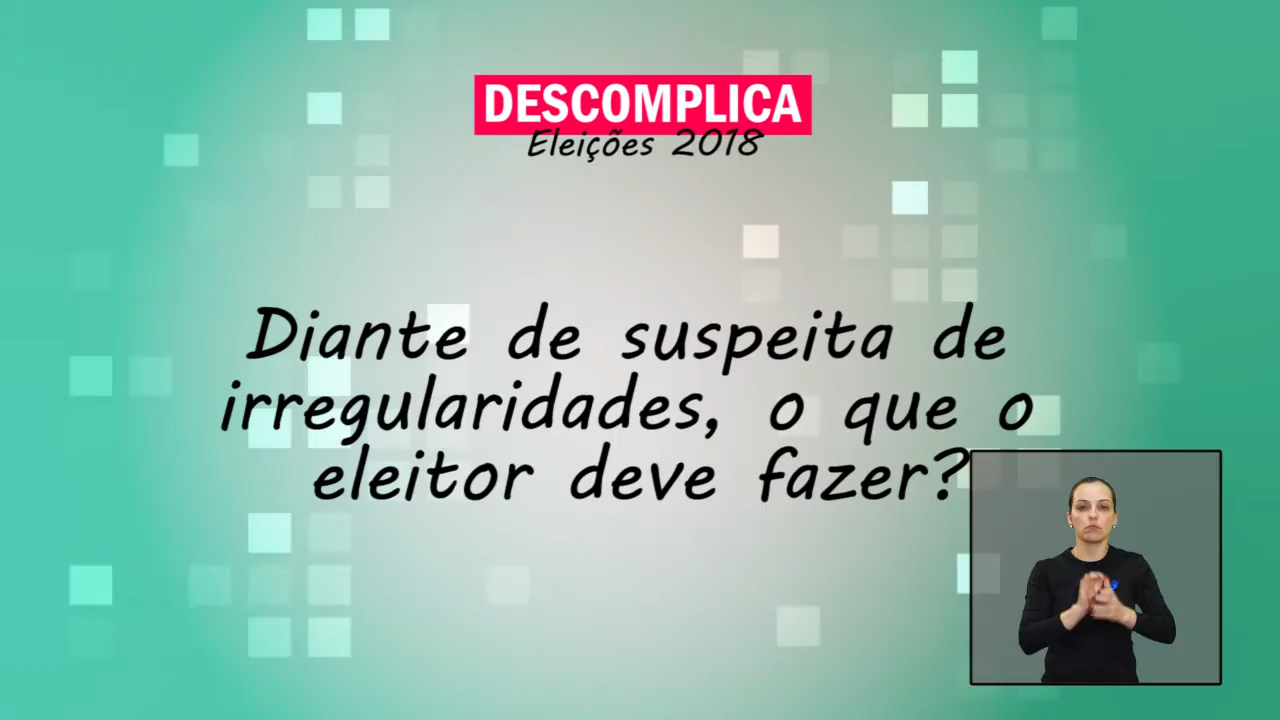 DESCOMPLICA
Eleições 2018
Diante de suspeita de
irregularidades, o que o
eleitor deve fazer?